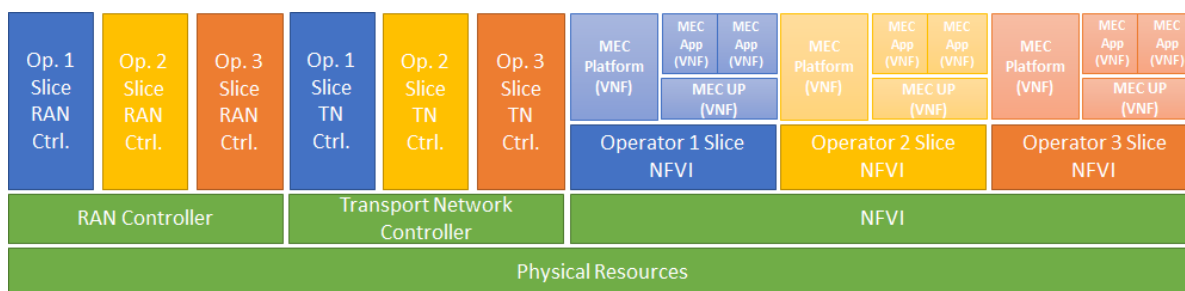 Op. 1
Slice
RAN
Ctrl.
Op. 2
Slice
RAN
Ctrl.
Op. 3
Slice
RAN
Ctrl.
Op. 1
Slice
TN
Ctrl.
Op. 2
Slice
TN
Ctrl.
Op. 3
Slice
TN
Ctrl.
MEC
Platform
(VNF)
MEC
App
(VNF)
MEC
App
(VNF)
MEC UP
(VNF)
Operator 1 Slice
NFVI
MEC
Platform
(VNF)
MEC
App
(VNF)
MEC
App
(VNF)
MEC UP
(VNF)
Operator 2 Slice
NFVI
MEC
Platform
(VNF)
MEC
App
(VNF)
MEC
App
(VNF)
MEC UP
(VNF)
Operator 3 Slice
NFVI
RAN Controller
Transport Network
Controller
NFVI
Physical Resources